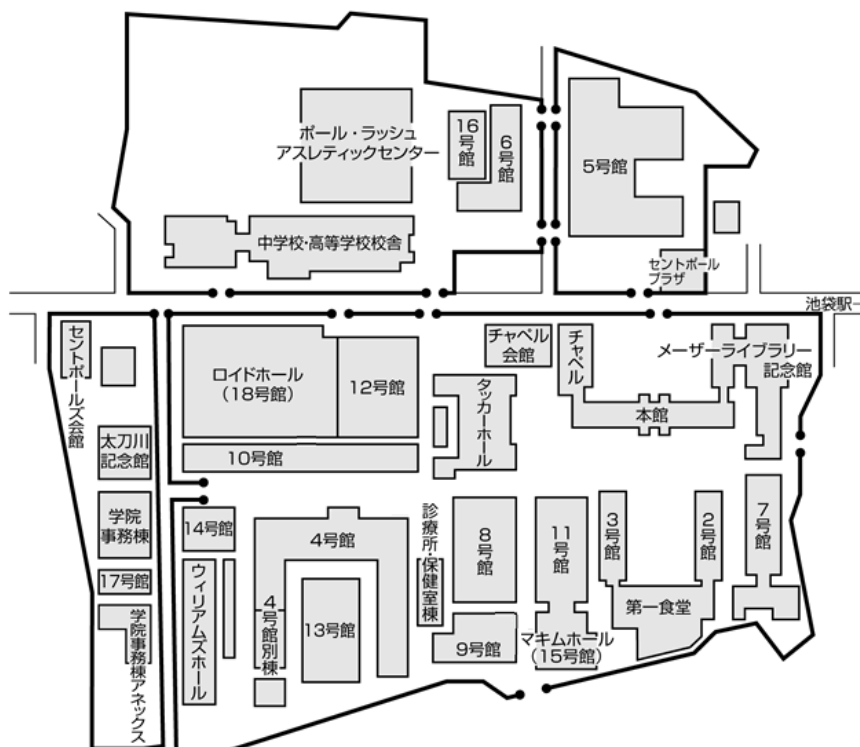 ポール・ラッシュ
アスレティックセンター
16号館
6号館
5号館
中学校・高等学校校舎
セントポール
プラザ
池袋駅
セントポールズ会館
ロイドホール
(18号館)
12号館
チャペル
会館
チャペル
メーザーライブラリー
記念館
タッカーホール
本館
太刀川
記念館
10号館
学院
事務棟
14号館
4号館
診療所・保健室棟
8号館
11号館
3号館
2号館
7号館
17号館
学院事務棟アネックス
ウィリアムズホール
4号館別棟
13号館
9号館
マキムホール
(15号館)
第一食堂